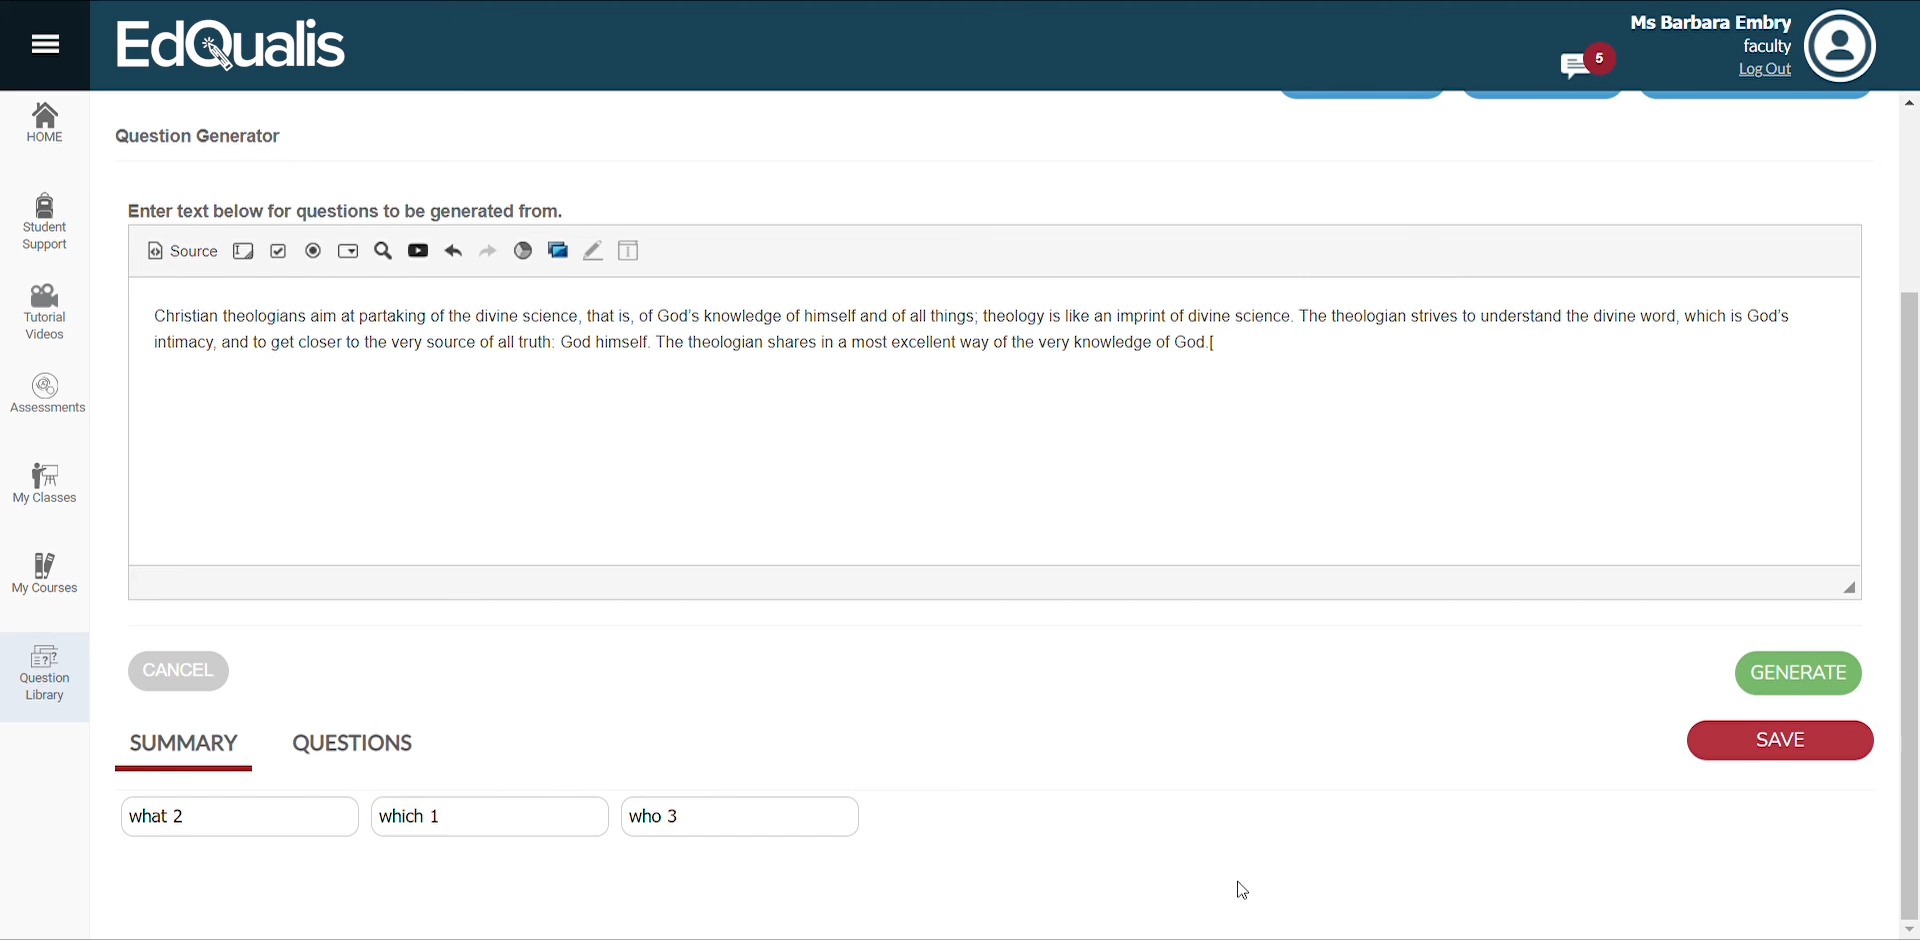 EdQualis
Ms Barbara Embry
faculty
Log Out
5
HOME
Student
Support
Tutorial
Videos
Assessments
My Classes
My Courses
Question
Library
Question Generator
Enter text below for questions to be generated from.
Source
Christian theologians aim at partaking of the divine science, that is, of God's knowledge of himself and of all things; theology is like an imprint of divine science. The theologian strives to understand the divine word, which is God's
intimacy, and to get closer to the very source of all truth: God himself. The theologian shares in a most excellent way of the very knowledge of God.[
CANCEL
GENERATE
SUMMARY
QUESTIONS
SAVE
what 2
which 1
who 3